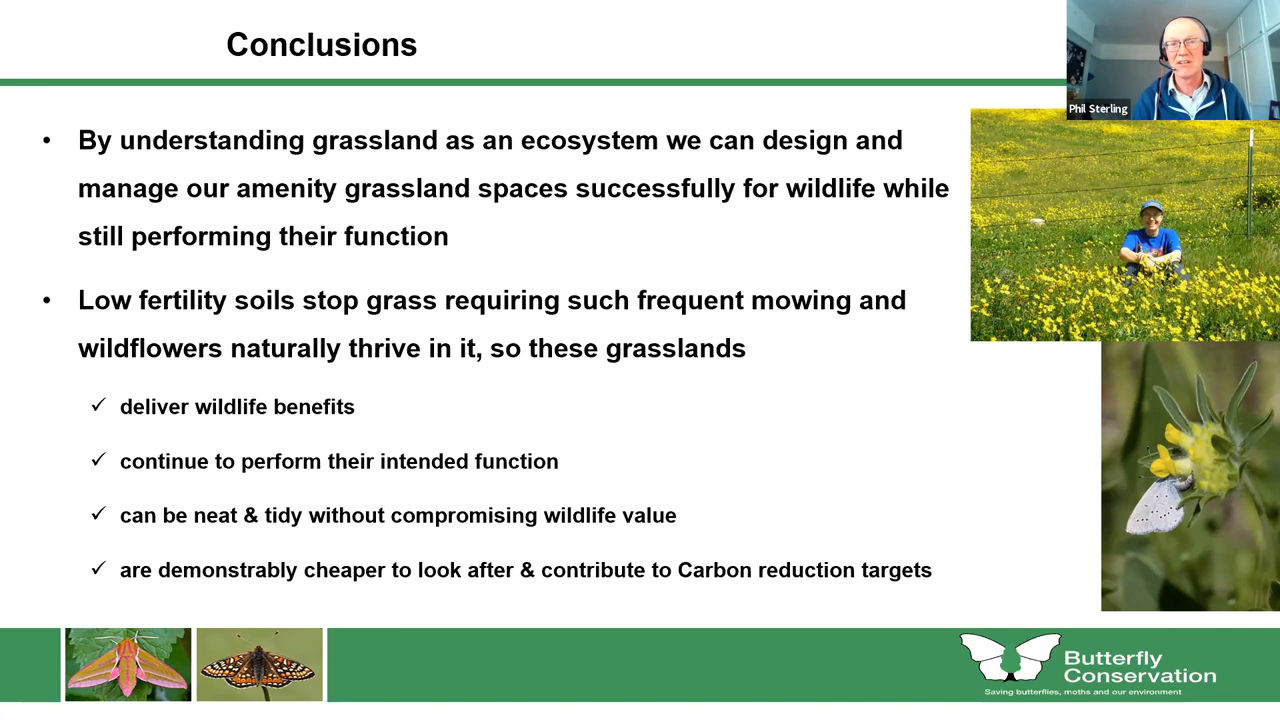 Conclusions
Phil Sterling
• By understanding grassland as an ecosystem we can design and
manage our amenity grassland spaces successfully for wildlife while
still performing their function
• Low fertility soils stop grass requiring such frequent mowing and
wildflowers naturally thrive in it, so these grasslands
✓ deliver wildlife benefits
✓ continue to perform their intended function
✓ can be neat & tidy without compromising wildlife value
✓ are demonstrably cheaper to look after & contribute to Carbon reduction targets
Butterfly
Conservation
Saving butterflies, moths and our environment